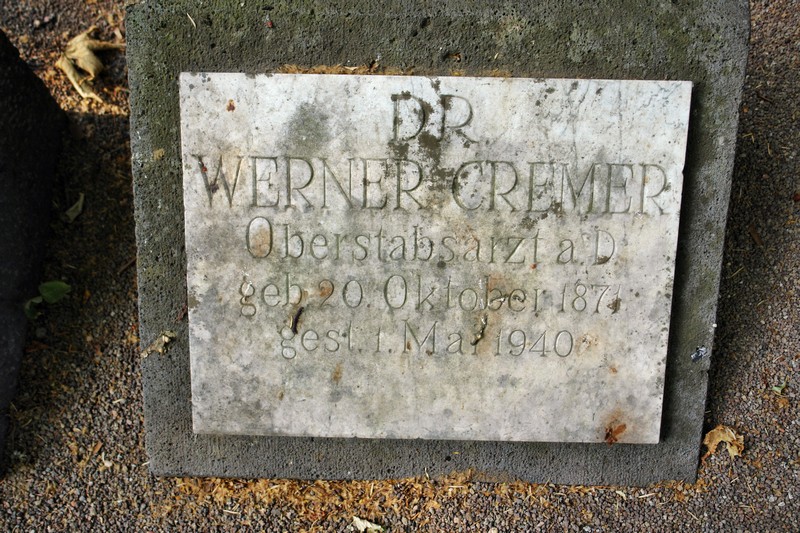 DR
WERNER CREMER
Oberstabsarzt a. D
geb. 20. Oktober 1871
gest. 1. Mai 1940